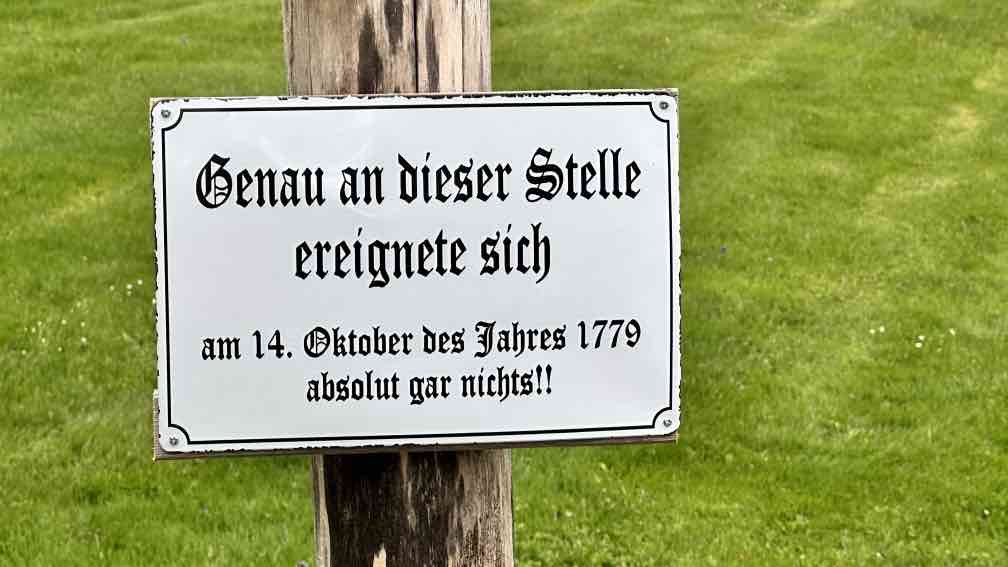 Genau an dieser Stelle
ereignete sich
am 14. Oktober des Jahres 1779
absolut gar nichts!!